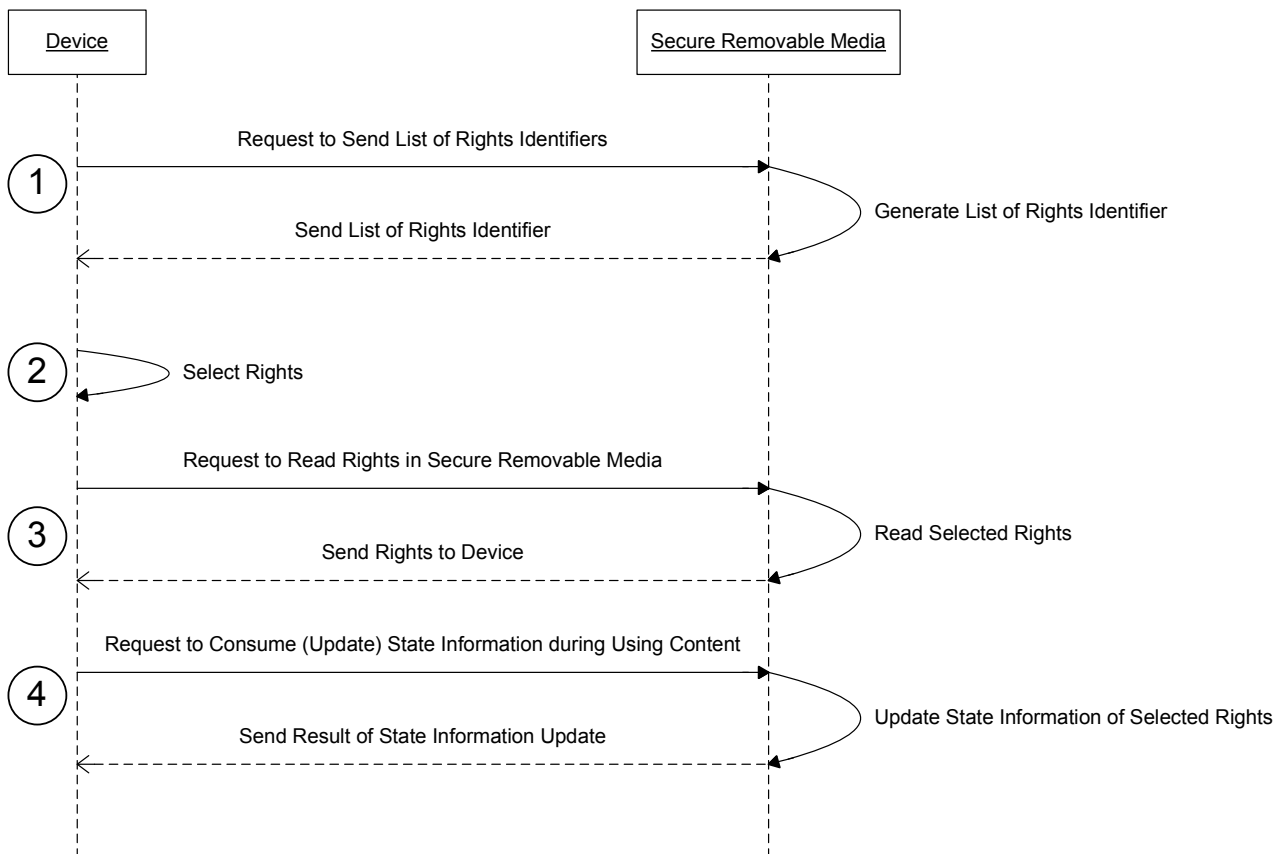 Device
Secure Removable Media
Request to Send List of Rights Identifiers
1
Generate List of Rights Identifier
Send List of Rights Identifier
2
Select Rights
Request to Read Rights in Secure Removable Media
3
Read Selected Rights
Send Rights to Device
Request to Consume (Update) State Information during Using Content
4
Update State Information of Selected Rights
Send Result of State Information Update